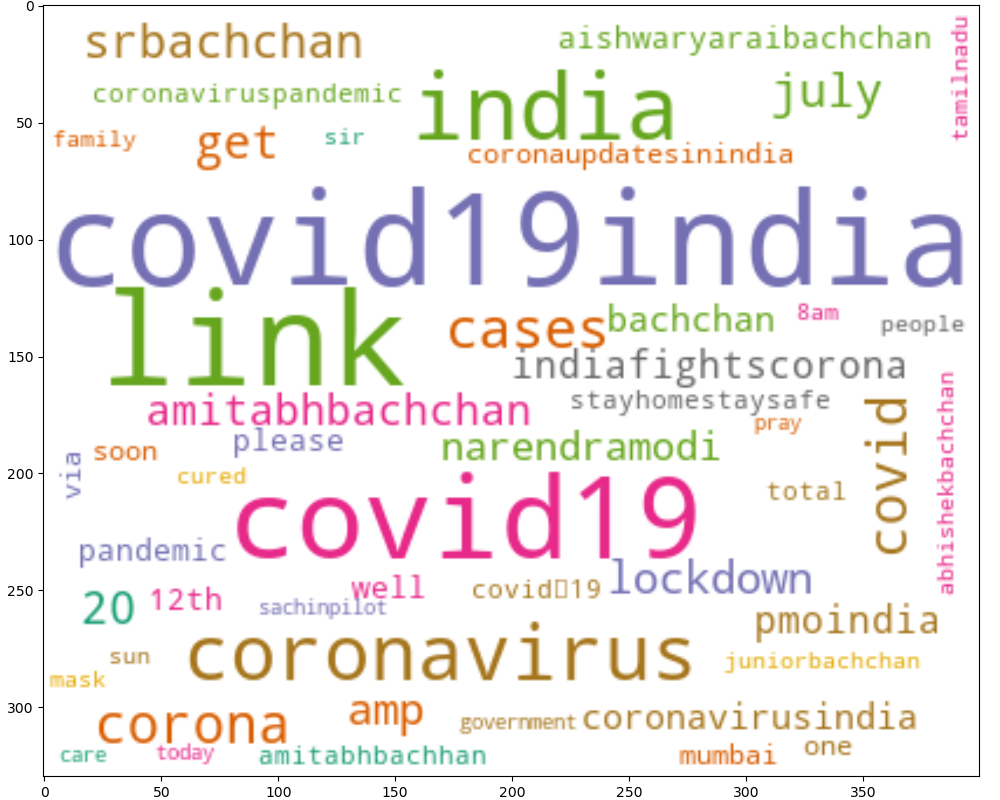 0
50
100
150
200
250
300
0 50 100 150 200 250 300 350
srbachchan
aishwaryaraibachchan
tamilnadu
coronaviruspandemic
india
july
family
get
sir
coronaupdatesinindia
covid19india
link
cases
bachchan
8am
people
indiafightscorona
amitabhbachchan
stayhomestaysafe
pray
covid
abhishekbachchan
please
narendramodi
soon
via
cured
covid19
total
pandemic
well
covid19
lockdown
20
12th
sachinpilot
pmoindia
sun
coronavirus
juniorbachchan
mask
corona
amp
government
coronavirusindia
care
today
amitabhbachhan
mumbai
one